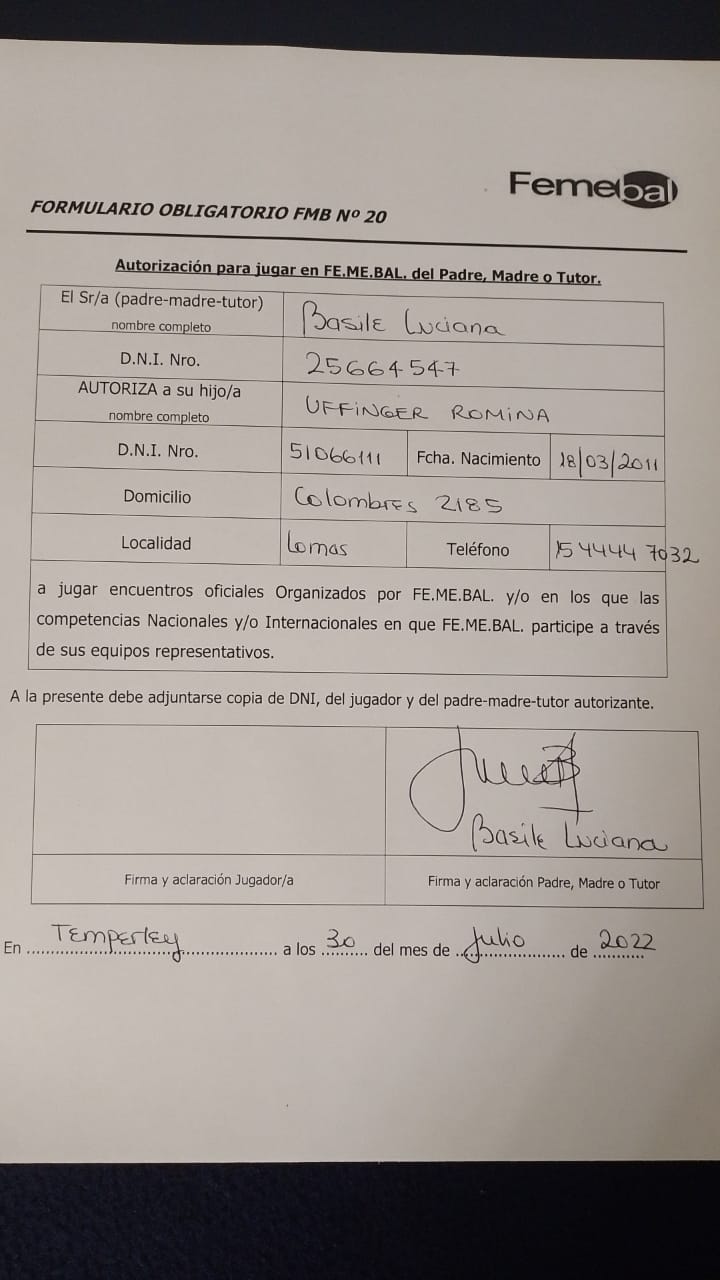 Femebal
FORMULARIO OBLIGATORIO FMB Nº 20
Autorización para jugar en FE.ME.BAL. del Padre, Madre o Tutor.
El Sr/a (padre-madre-tutor)
nombre completo
Basile Luciana
D.N.I. Nro.
25664547
AUTORIZA a su hijo/a
nombre completo
UFFINGER ROMINA
D.N.I. Nro.
51066111
Fcha. Nacimiento
18/03/2011
Domicilio
Colombres 2185
Localidad
Lomas
Teléfono
154444 7032
a jugar encuentros oficiales Organizados por FE.ME.BAL. y/o en los que las
competencias Nacionales y/o Internacionales en que FE.ME.BAL. participe a través
de sus equipos representativos.
A la presente debe adjuntarse copia de DNI, del jugador y del padre-madre-tutor autorizante.
Basile Luciana
Firma y aclaración Jugador/a
Firma y aclaración Padre, Madre o Tutor
En Temperley a los 30 del mes de Julio de 2022